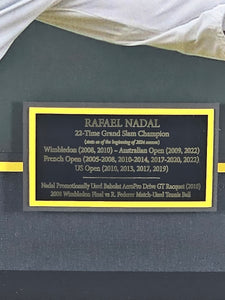 RAFAEL NADAL
22-Time Grand Slam Champion
(stats as of the beginning of 2024 season)
Wimbledon (2008, 2010) ~ Australian Open (2009, 2022)
French Open (2005-2008, 2010-2014, 2017-2020, 2022)
US Open (2010, 2013, 2017, 2019)
Nadal Promotionally Used Babolat AeroPro Drive GT Racquet (2010)
2008 Wimbledon Final vs R. Federer Match-Used Tennis Ball